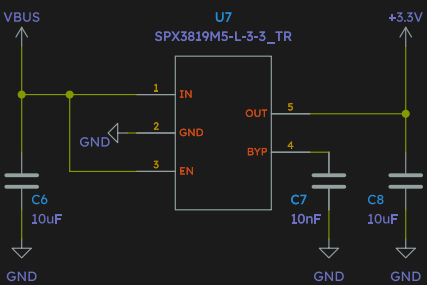 VBUS
U7
+3.3V
SPX3819M5-L-3-3_TR
1
IN
OUT
5
2
GND
GND
BYP
4
3
EN
C6
10uF
C7
10nF
C8
10uF
GND
GND
GND